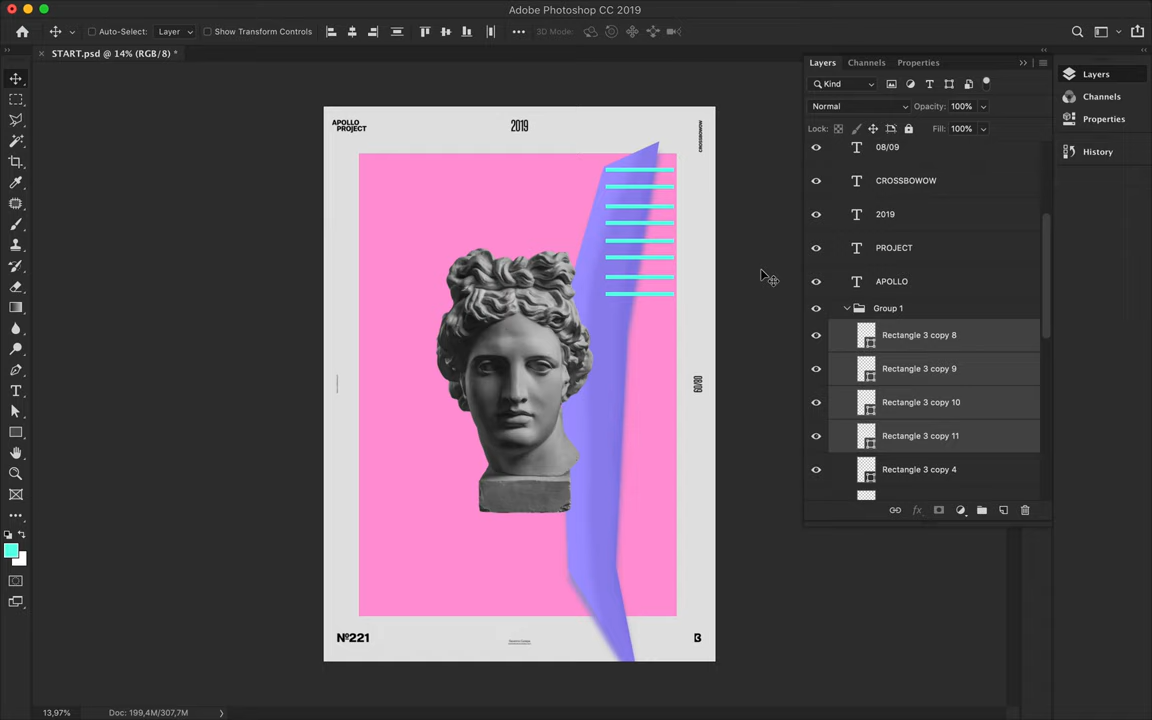 Adobe Photoshop CC 2019
Auto-Select: Layer Show Transform Controls 3D Mode:
START.psd @ 14% (RGB/8) *
Layers Channels Properties
Kind
Normal Opacity: 100%
Lock: Fill: 100%
08/09
CROSSBOWOW
2019
PROJECT
APOLLO
Group 1
Rectangle 3 copy 8
Rectangle 3 copy 9
Rectangle 3 copy 10
Rectangle 3 copy 11
Rectangle 3 copy 4
Layers
Channels
Properties
History
APOLLO
PROJECT
2019
CROSSBOWOW
08/09
№221
B
13,97% Doc: 199,4M/307,7M